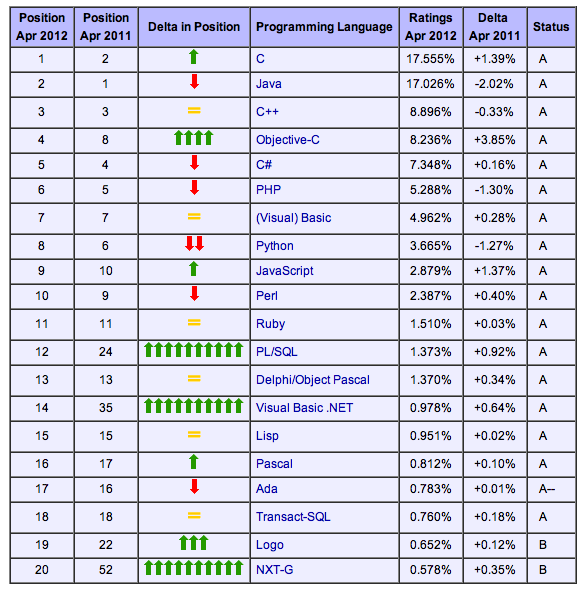 Position Apr 2012 Position Apr 2011 Delta in Position Programming Language Ratings Apr 2012 Delta Apr 2011 Status
1 2 C 17.555% +1.39% A
2 1 Java 17.026% -2.02% A
3 3 C++ 8.896% -0.33% A
4 8 Objective-C 8.236% +3.85% A
5 4 C# 7.348% +0.16% A
6 5 PHP 5.288% -1.30% A
7 7 (Visual) Basic 4.962% +0.28% A
8 6 Python 3.665% -1.27% A
9 10 JavaScript 2.879% +1.37% A
10 9 Perl 2.387% +0.40% A
11 11 Ruby 1.510% +0.03% A
12 24 PL/SQL 1.373% +0.92% A
13 13 Delphi/Object Pascal 1.370% +0.34% A
14 35 Visual Basic .NET 0.978% +0.64% A
15 15 Lisp 0.951% +0.02% A
16 17 Pascal 0.812% +0.10% A
17 16 Ada 0.783% +0.01% A--
18 18 Transact-SQL 0.760% +0.18% A
19 22 Logo 0.652% +0.12% B
20 52 NXT-G 0.578% +0.35% B